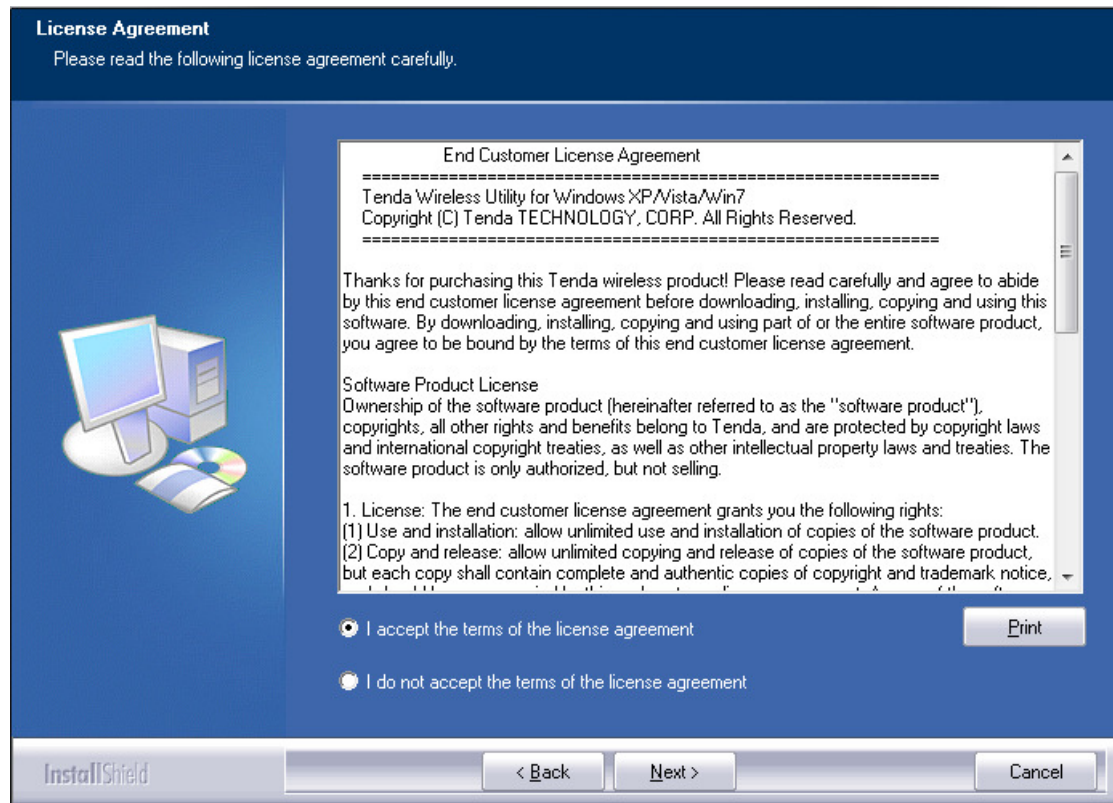 License Agreement
Please read the following license agreement carefully.
End Customer License Agreement
============================================================
Tenda Wireless Utility for Windows XP/Vista/Win7
Copyright (C) Tenda TECHNOLOGY, CORP. All Rights Reserved.
============================================================
Thanks for purchasing this Tenda wireless product! Please read carefully and agree to abide
by this end customer license agreement before downloading, installing, copying and using this
software. By downloading, installing, copying and using part of or the entire software product,
you agree to be bound by the terms of this end customer license agreement.
Software Product License
Ownership of the software product (hereinafter referred to as the "software product"),
copyrights, all other rights and benefits belong to Tenda, and are protected by copyright laws
and international copyright treaties, as well as other intellectual property laws and treaties. The
software product is only authorized, but not selling.
1. License: The end customer license agreement grants you the following rights:
(1) Use and installation: allow unlimited use and installation of copies of the software product.
(2) Copy and release: allow unlimited copying and release of copies of the software product,
but each copy shall contain complete and authentic copies of copyright and trademark notice,
I accept the terms of the license agreement
Print
I do not accept the terms of the license agreement
InstallShield
< Back
Next >
Cancel